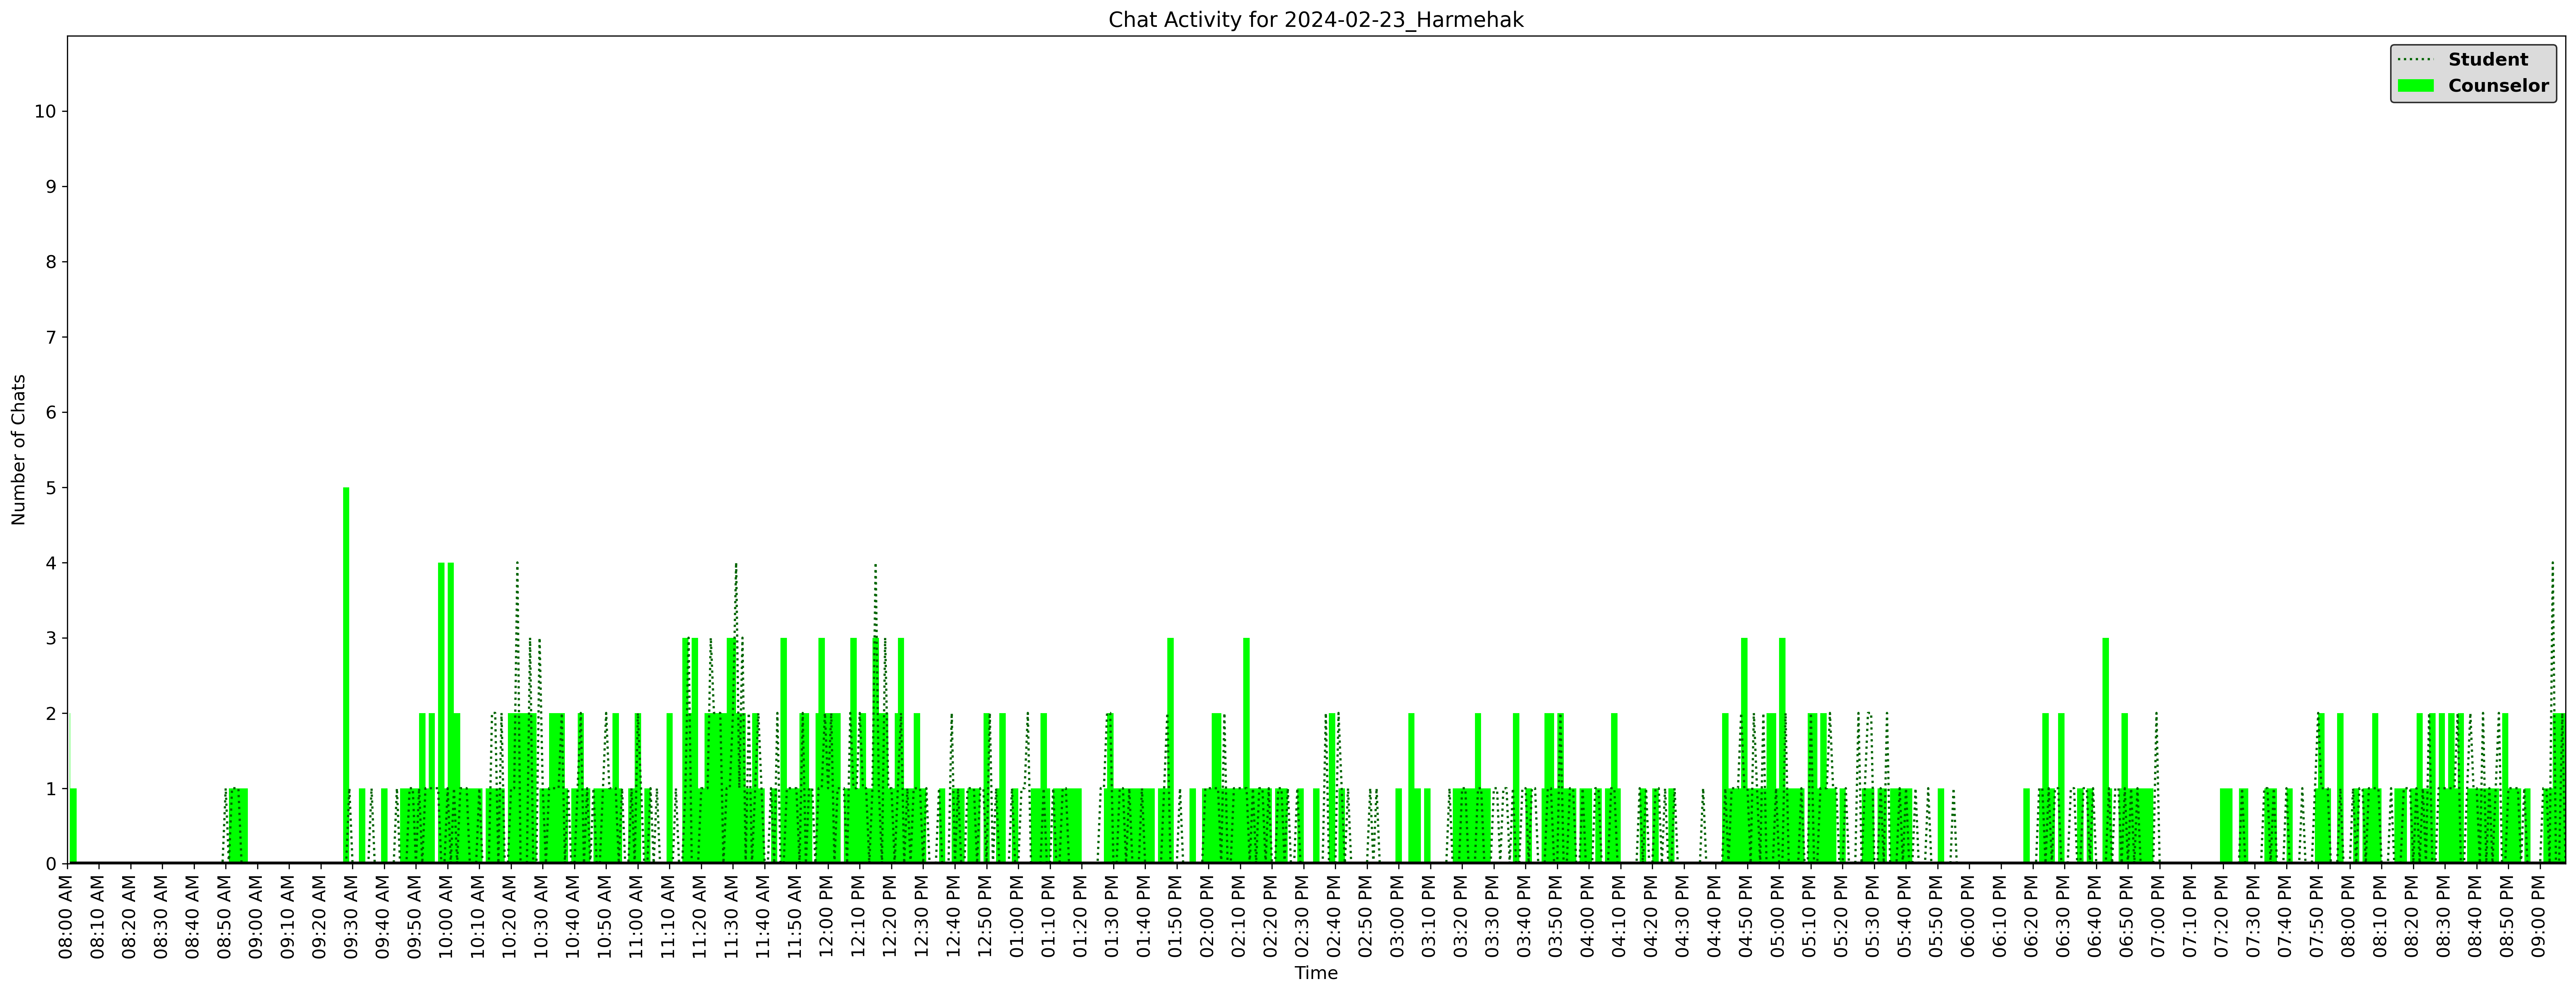 Chat Activity for 2024-02-23_Harmehak
Student
Counselor
Number of Chats
10
9
8
7
6
5
4
3
2
1
0
08:00 AM
08:10 AM
08:20 AM
08:30 AM
08:40 AM
08:50 AM
09:00 AM
09:10 AM
09:20 AM
09:30 AM
09:40 AM
09:50 AM
10:00 AM
10:10 AM
10:20 AM
10:30 AM
10:40 AM
10:50 AM
11:00 AM
11:10 AM
11:20 AM
11:30 AM
11:40 AM
11:50 AM
12:00 PM
12:10 PM
12:20 PM
12:30 PM
12:40 PM
12:50 PM
01:00 PM
01:10 PM
01:20 PM
01:30 PM
01:40 PM
01:50 PM
02:00 PM
02:10 PM
02:20 PM
02:30 PM
02:40 PM
02:50 PM
03:00 PM
03:10 PM
03:20 PM
03:30 PM
03:40 PM
03:50 PM
04:00 PM
04:10 PM
04:20 PM
04:30 PM
04:40 PM
04:50 PM
05:00 PM
05:10 PM
05:20 PM
05:30 PM
05:40 PM
05:50 PM
06:00 PM
06:10 PM
06:20 PM
06:30 PM
06:40 PM
06:50 PM
07:00 PM
07:10 PM
07:20 PM
07:30 PM
07:40 PM
07:50 PM
08:00 PM
08:10 PM
08:20 PM
08:30 PM
08:40 PM
08:50 PM
09:00 PM
Time